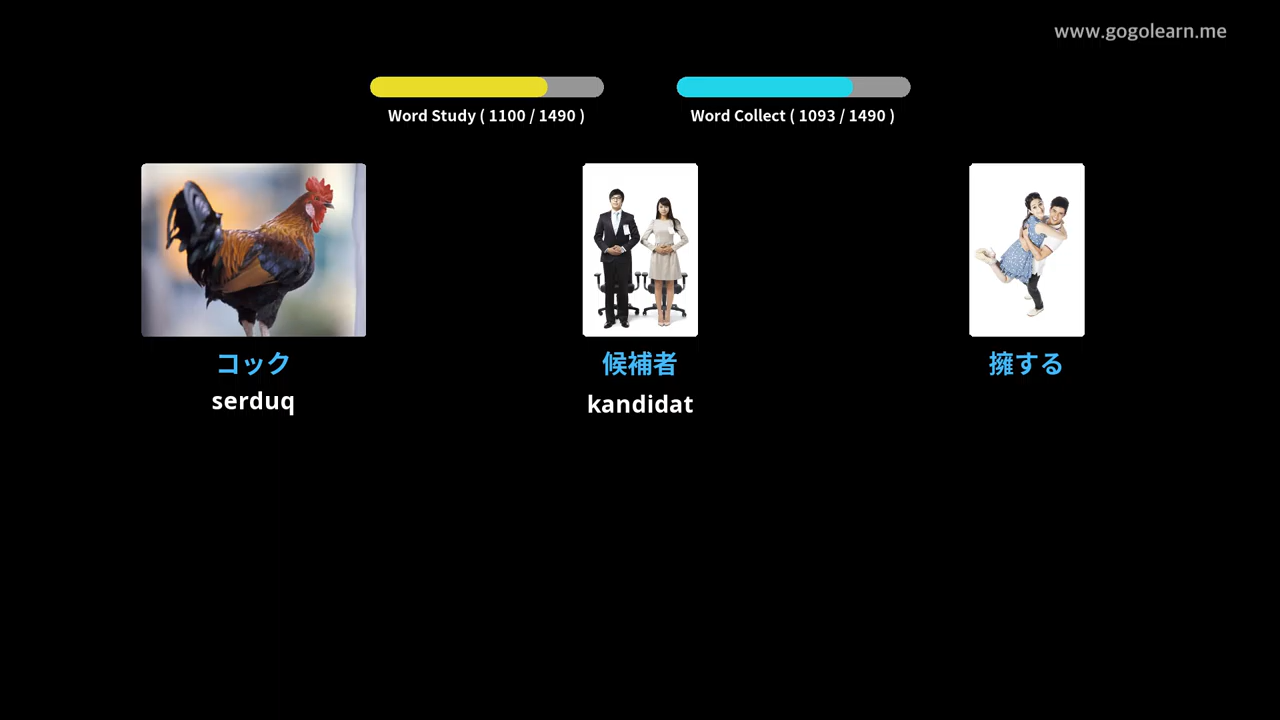 www.gogolearn.me
Word Study ( 1100 / 1490 )
Word Collect ( 1093 / 1490 )
コック
候補者
擁する
serduq
kandidat